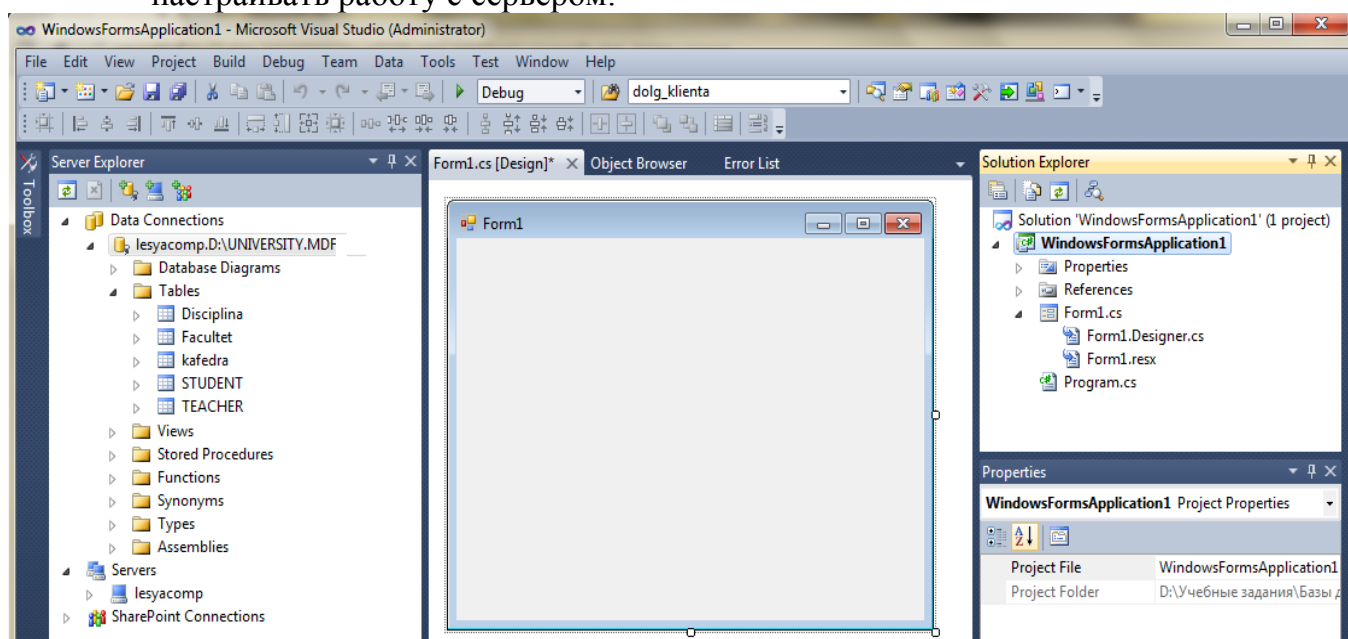 настраивать работу с сервером.
WindowsFormsApplication1 - Microsoft Visual Studio (Administrator)
File Edit View Project Build Debug Team Data Tools Test Window Help
Debug dolg_klienta
Toolbox
Server Explorer
Data Connections
lesyacomp.D:\UNIVERSITY.MDF
Database Diagrams
Tables
Disciplina
Facultet
kafedra
STUDENT
TEACHER
Views
Stored Procedures
Functions
Synonyms
Types
Assemblies
Servers
lesyacomp
SharePoint Connections
Form1.cs [Design]* Object Browser Error List
Form1
Solution Explorer
Solution 'WindowsFormsApplication1' (1 project)
WindowsFormsApplication1
Properties
References
Form1.cs
Form1.Designer.cs
Form1.resx
Program.cs
Properties
WindowsFormsApplication1 Project Properties
Project File WindowsFormsApplication1
Project Folder D:\Учебные задания\Базы д